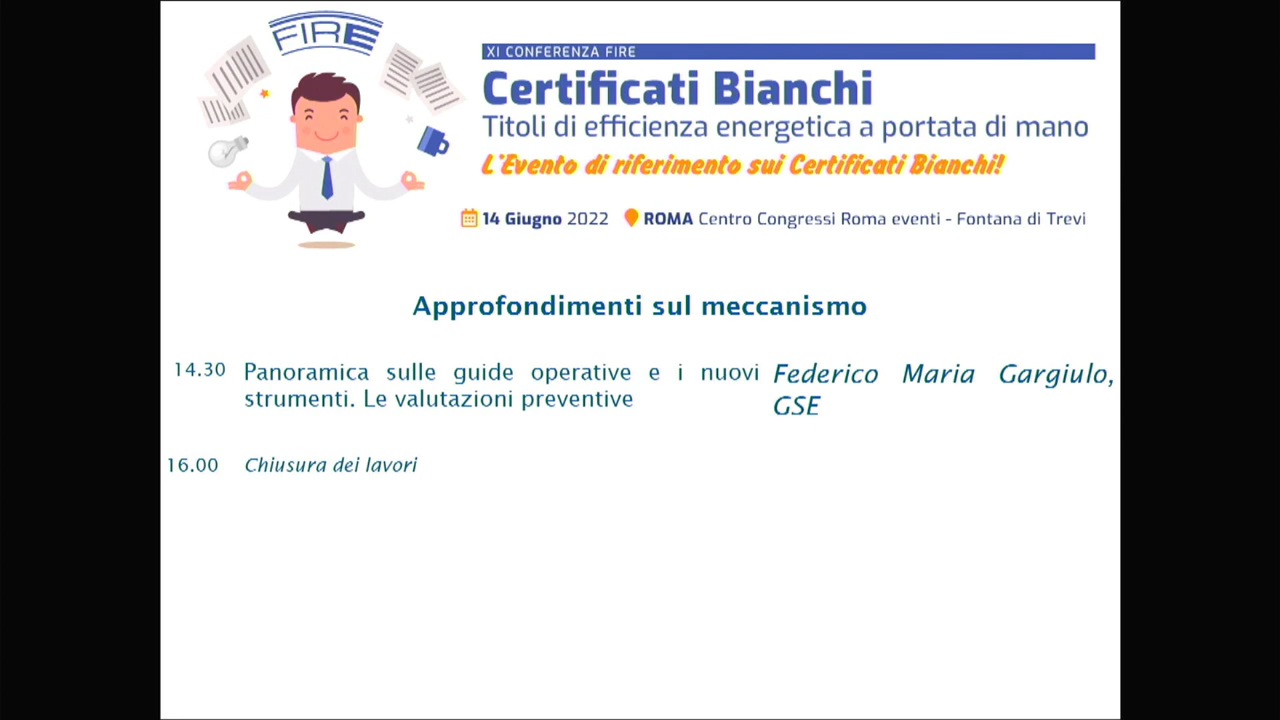 FIRE
XI CONFERENZA FIRE
Certificati Bianchi
Titoli di efficienza energetica a portata di mano
L'Evento di riferimento sui Certificati Bianchi!
14 Giugno 2022 ROMA Centro Congressi Roma eventi - Fontana di Trevi
Approfondimenti sul meccanismo
14.30 Panoramica sulle guide operative e i nuovi Federico Maria Gargiulo,
strumenti. Le valutazioni preventive GSE
16.00 Chiusura dei lavori